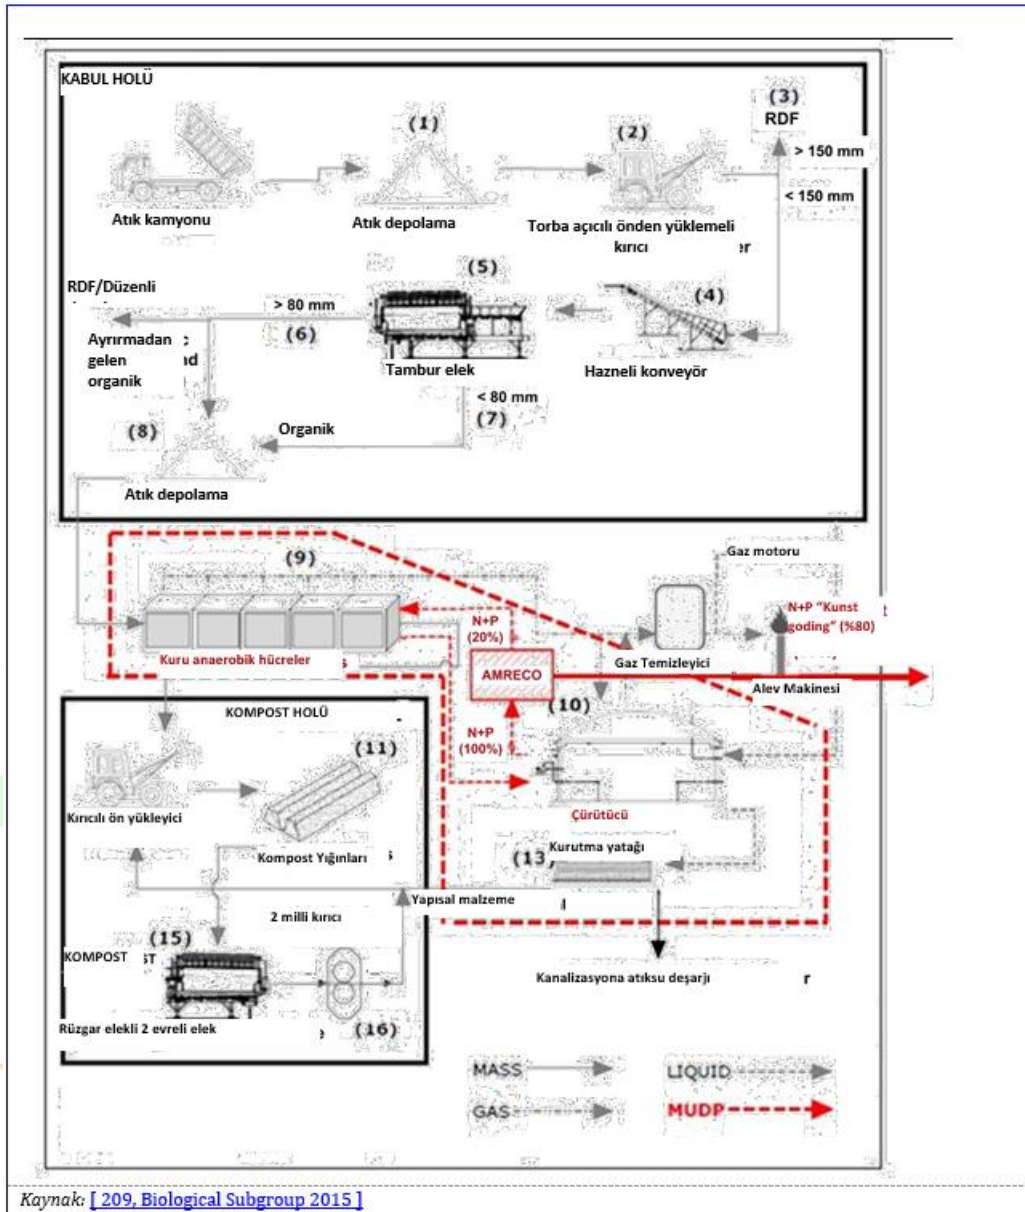 KABUL HOLÜ
(1)
(2)
(3)
RDF
> 150 mm
< 150 mm
Atık kamyonu
Atık depolama
Torba açıcılı önden yüklemeli
kırıcı
er
RDF/Düzenli
> 80 mm
(5)
(4)
(6)
Ayrırmadan
gelen
organik
Tambur elek
Hazneli konveyör
< 80 mm
(7)
(8)
Organik
Atık depolama
(9)
Gaz motoru
N+P
(20%)
N+P "Kunst
goding" (%80)
Kuru anaerobik hücreler
AMRECO
Gaz Temizleyici
Alev Makinesi
KOMPOST HOLÜ
(10)
N+P
(100%)
(11)
Kırıcılı ön yükleyici
Kompost Yığınları
Çürütücü
Kurutma yatağı
(13,
Yapısal malzeme
2 milli kırıcı
(15)
KOMPOST
ST
Kanalizasyona atıksu deşarjı
r
Rüzgar elekli 2 evreli elek
(16)
MASS
LIQUID
GAS
MUDP
Kaynak: [ 209, Biological Subgroup 2015 ]